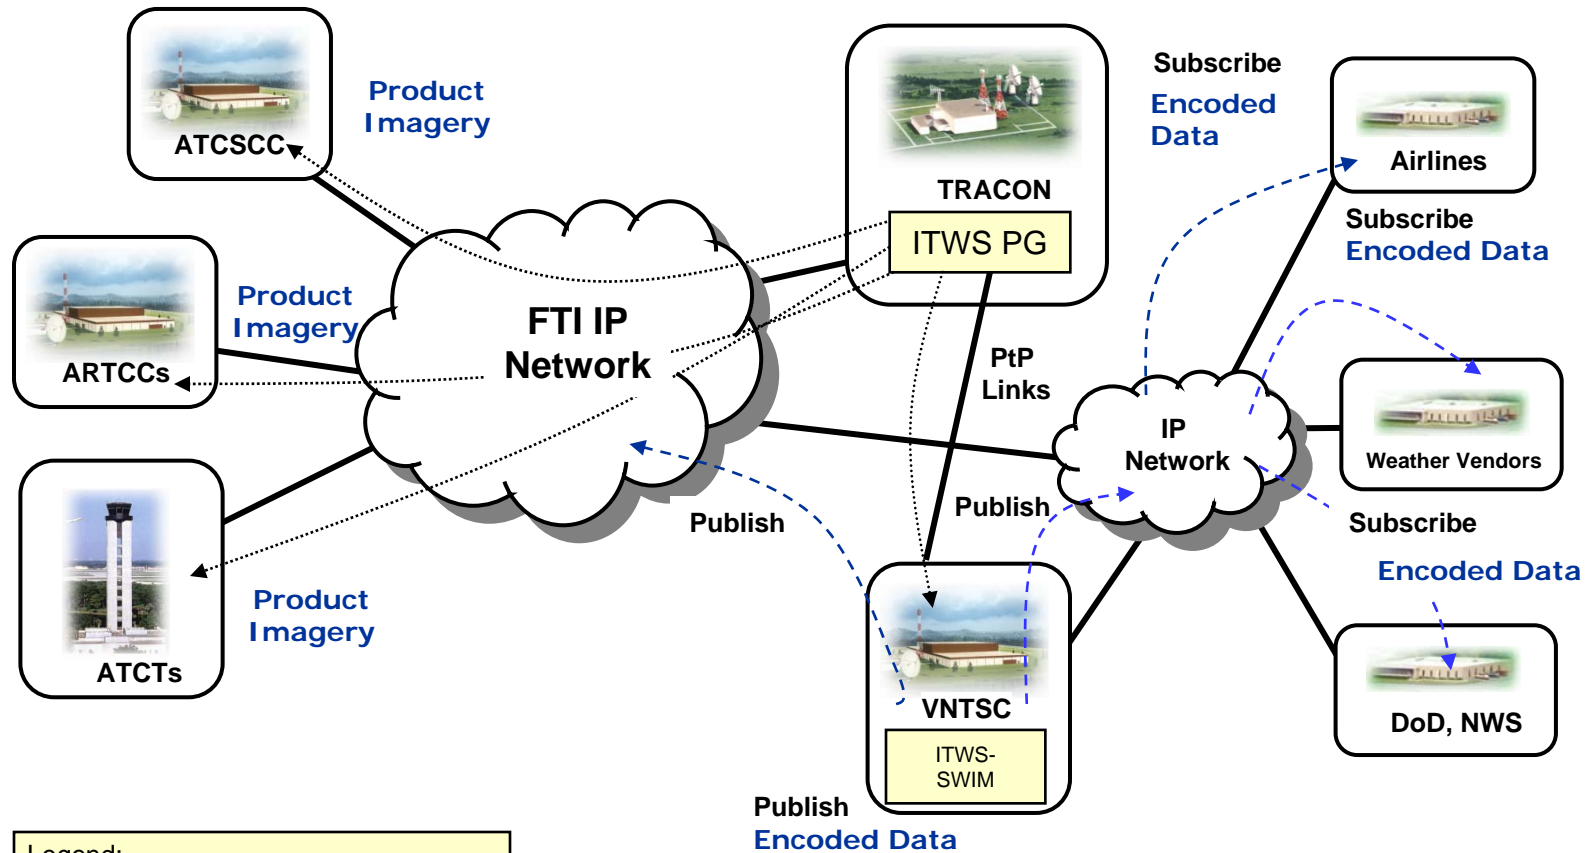 ATCSCC
Product
Imagery
TRACON
ITWS PG
Subscribe
Encoded
Data
Airlines
Subscribe
Encoded Data
ARTCCs
Product
Imagery
FTI IP
Network
PtP
Links
IP
Network
Weather Vendors
Publish
Publish
Subscribe
Encoded Data
ATCTs
Product
Imagery
VNTSC
ITWS-
SWIM
DoD, NWS
Publish
Encoded Data
Legend: